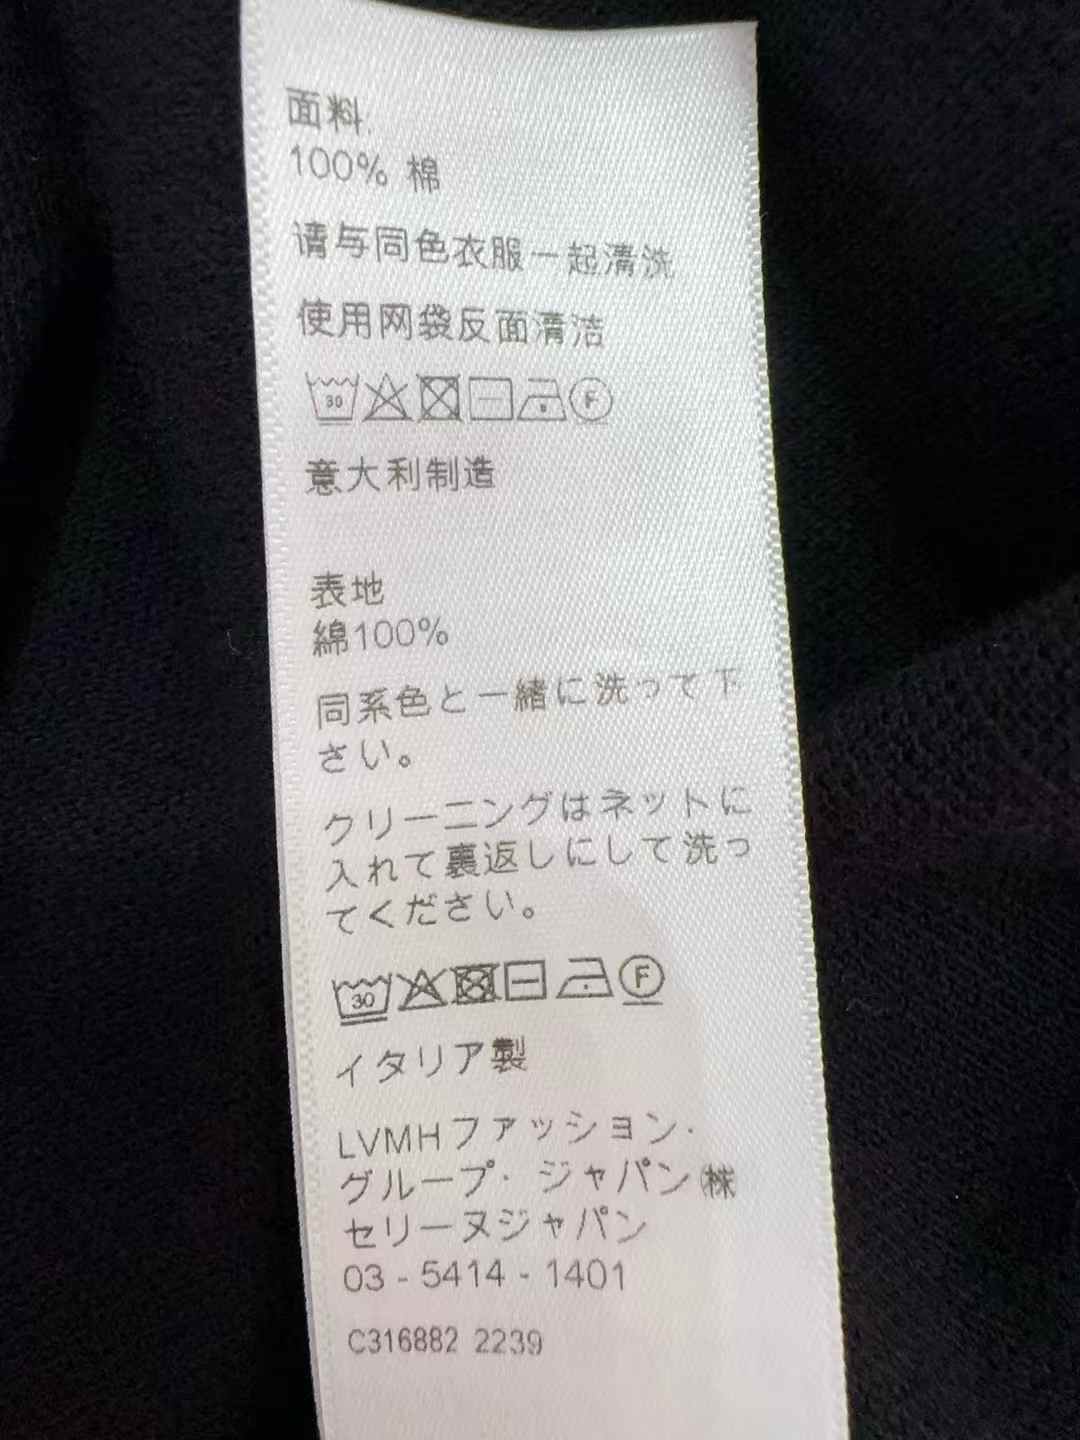 面料
100% 棉
请与同色衣服一起清洗
使用网袋反面清洁
30 F
意大利制造
表地
綿100%
同系色と一緒に洗って下
さい。
クリーニングはネットに
入れて裏返しにして洗っ
てください。
30 F
イタリア製
LVMHファッション·
グループ· ジャパン㈱
セリーヌジャパン
03 - 5414 - 1401
C316882 2239